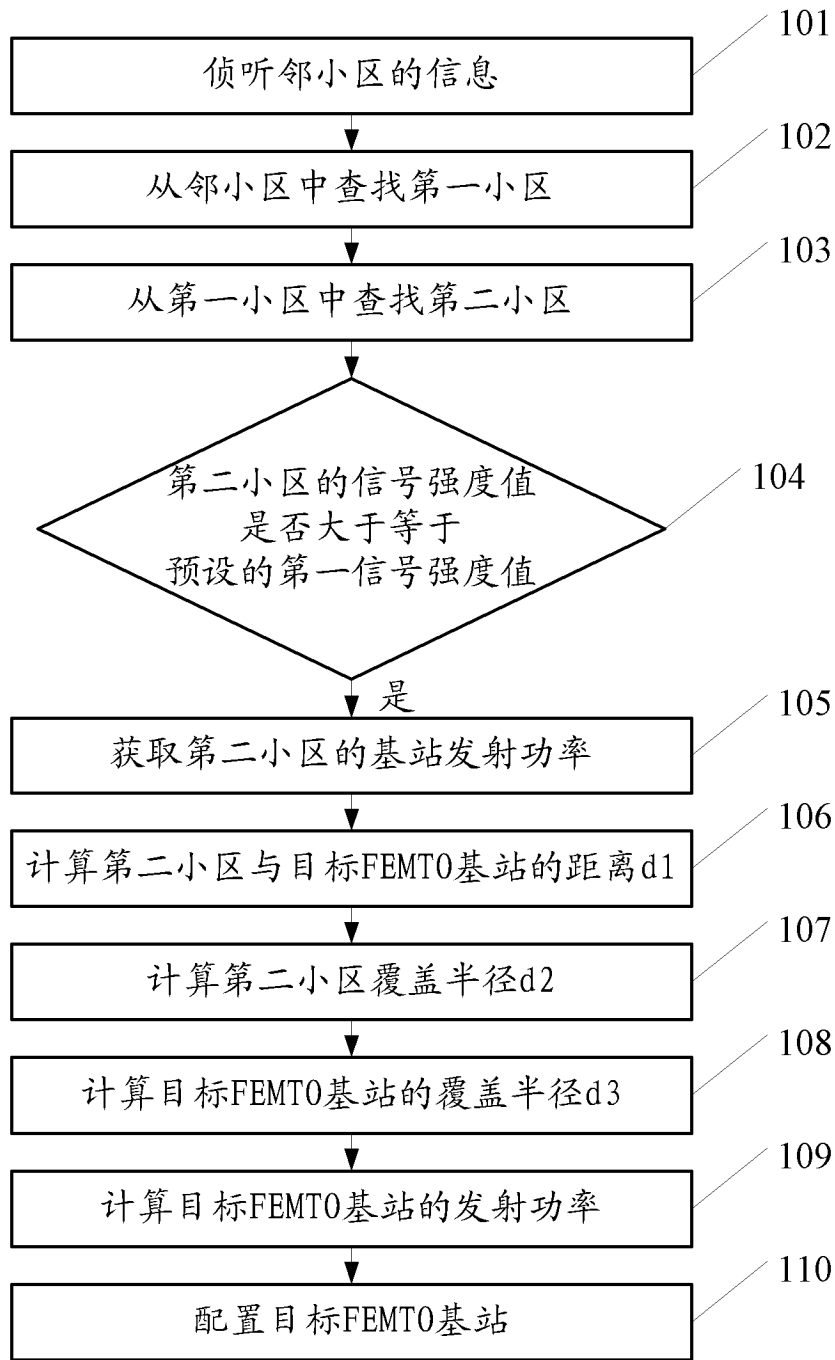 101
侦听邻小区的信息
102
从邻小区中查找第一小区
103
从第一小区中查找第二小区
104
第二小区的信号强度值
是否大于等于
预设的第一信号强度值
是
105
获取第二小区的基站发射功率
106
计算第二小区与目标FEMTO基站的距离d1
107
计算第二小区覆盖半径d2
108
计算目标FEMTO基站的覆盖半径d3
109
计算目标FEMTO基站的发射功率
110
配置目标FEMTO基站